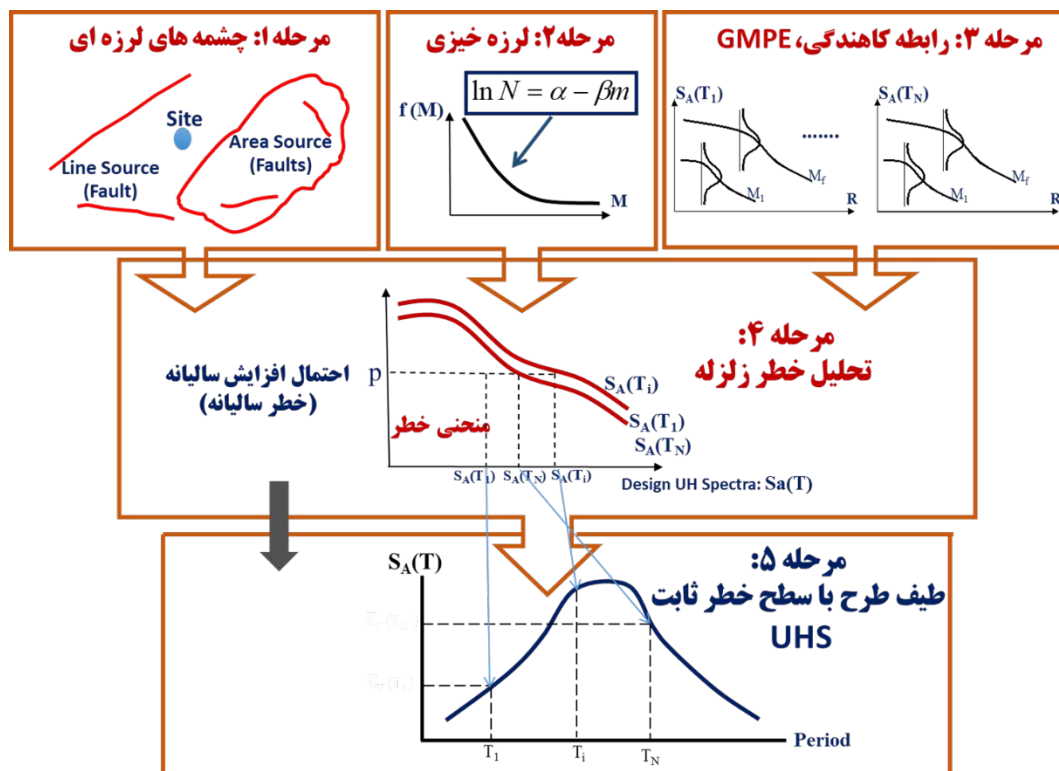 مرحله ۱: چشمه های لرزه ای
Site
Line Source
(Fault)
Area Source
(Faults)
مرحله۲: لرزه خیزی
ln N = α − βm
f (M)
M
مرحله ۳: رابطه کاهندگی، GMPE
S_A(T_1)
M_f
M_1
R
.......
S_A(T_N)
M_f
M_1
R
مرحله ۴:
تحلیل خطر زلزله
احتمال افزایش سالیانه
(خطر سالیانه)
p
منحنی خطر
S_A(T_i)
S_A(T_1)
S_A(T_N)
S_A(T_1) S_A(T_N) S_A(T_i)
Design UH Spectra: Sa(T)
مرحله ۵:
طیف طرح با سطح خطر ثابت
UHS
S_A(T)
T_1 T_i T_N
Period